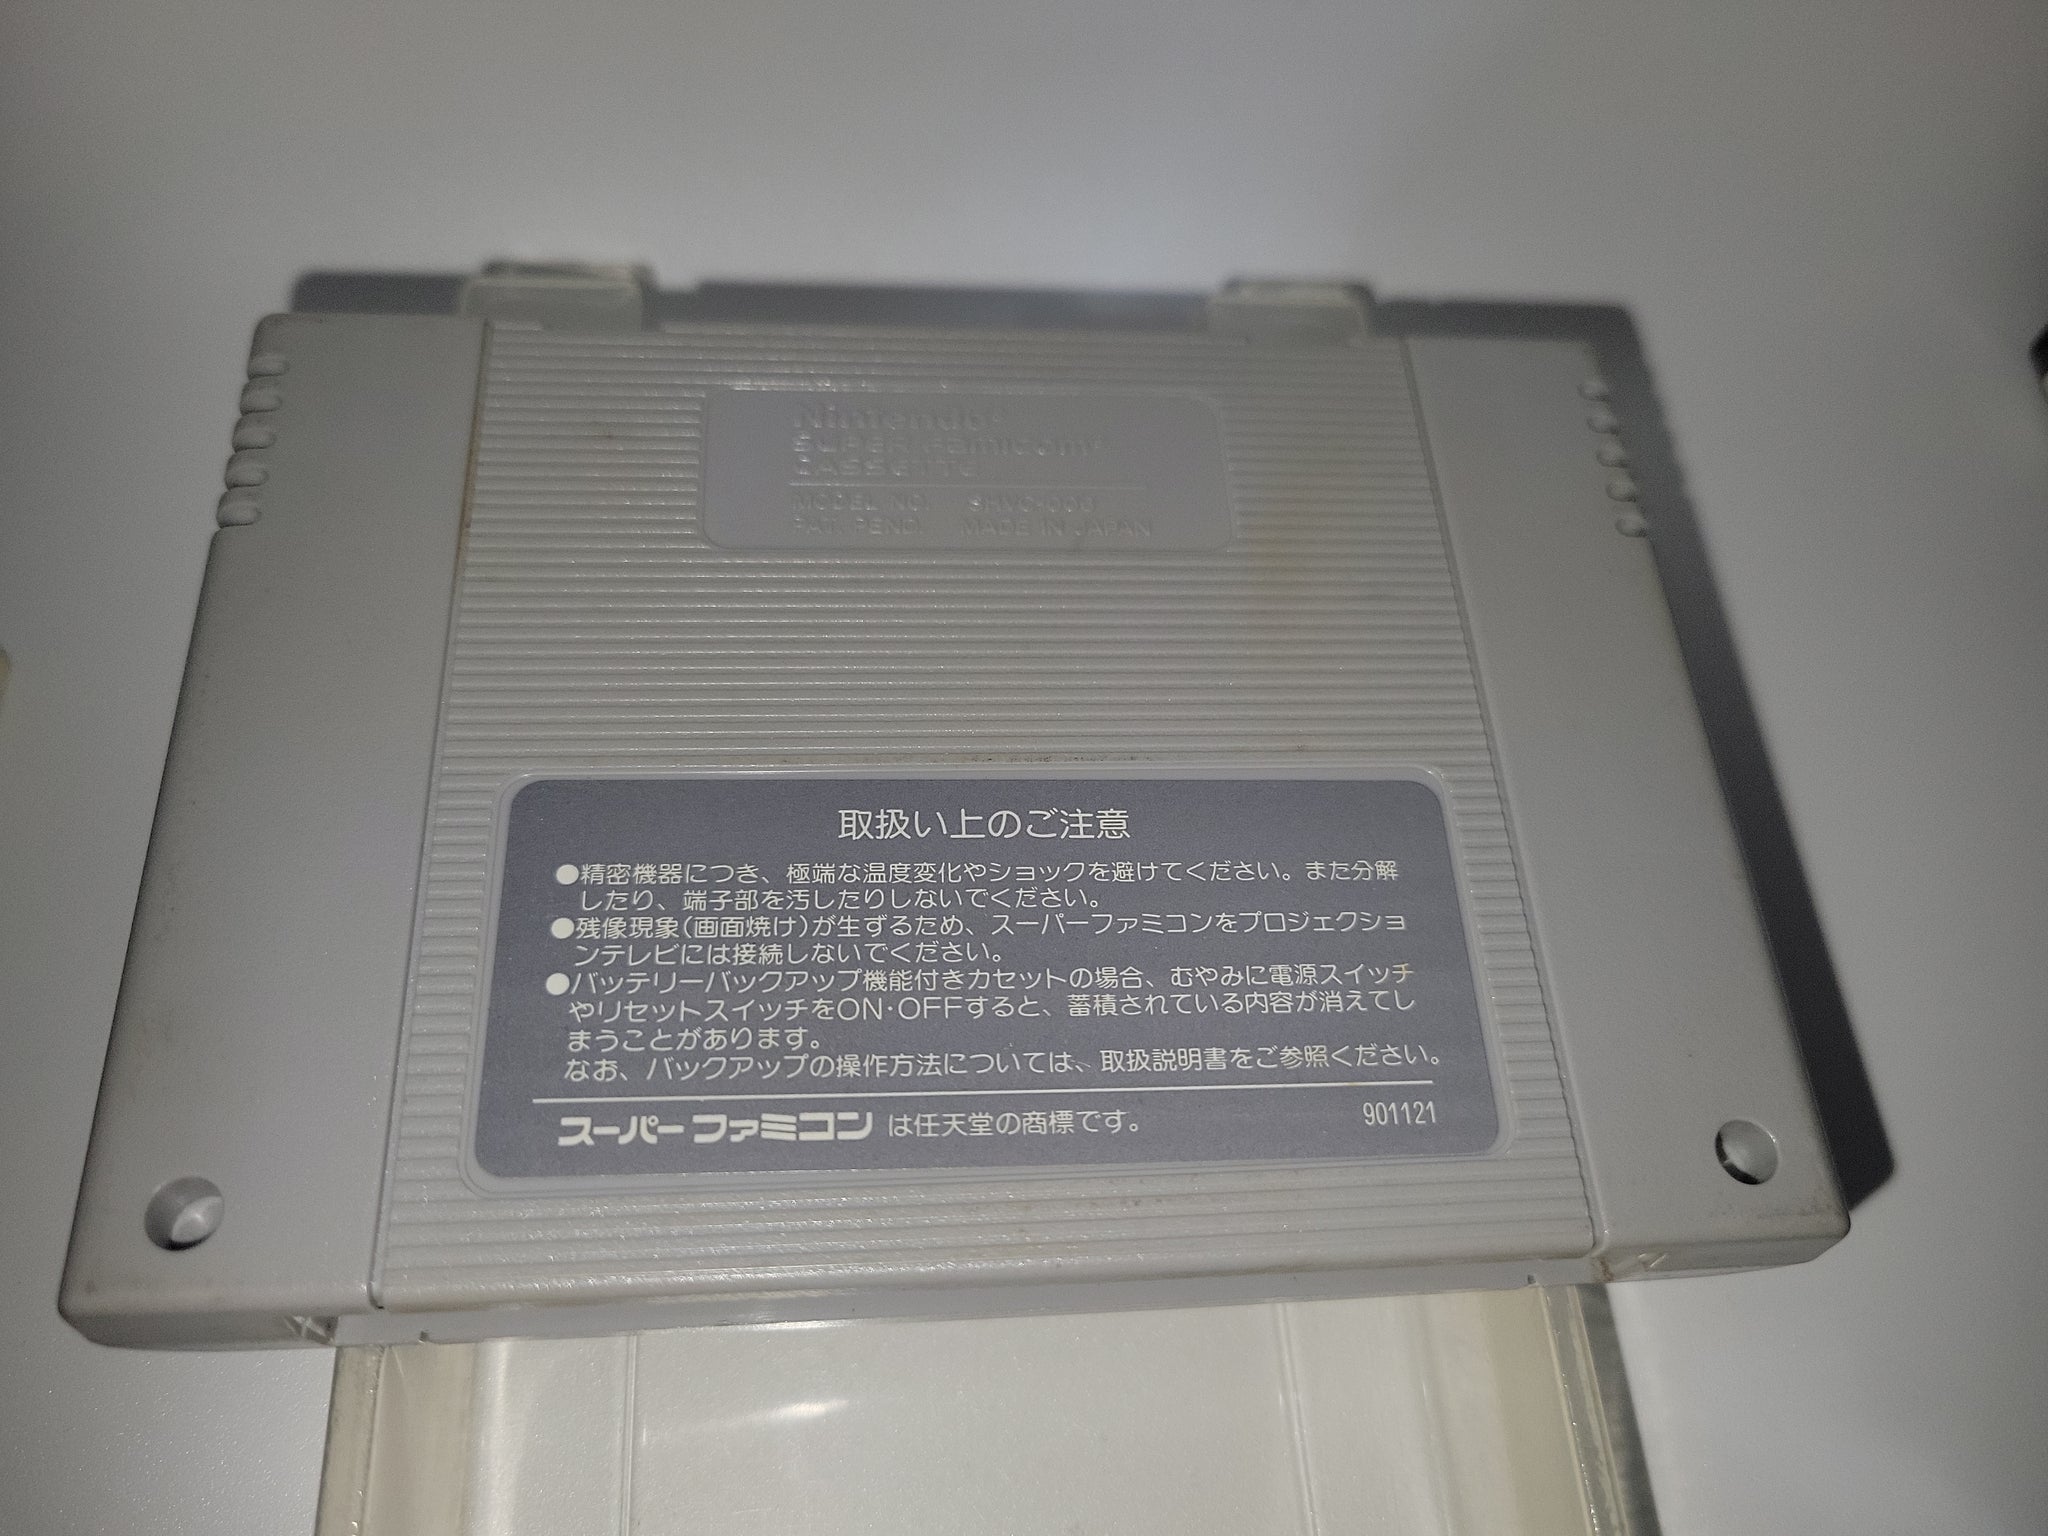 Nintendo®
SUPER Famicom®
CASSETTE
MODEL NO. SHVC-006
PAT. PEND. MADE IN JAPAN
取扱い上のご注意
●精密機器につき、極端な温度変化やショックを避けてください。また分解
したり、端子部を汚したりしないでください。
●残像現象(画面焼け)が生ずるため、スーパーファミコンをプロジェクショ
ンテレビには接続しないでください。
●バッテリーバックアップ機能付きカセットの場合、むやみに電源スイッチ
やリセットスイッチをON・OFFすると、蓄積されている内容が消えてし
まうことがあります。
なお、バックアップの操作方法については、取扱説明書をご参照ください。
スーパーファミコン は任天堂の商標です。 901121